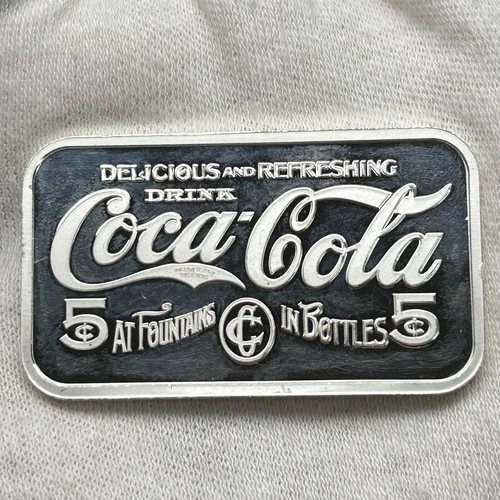 DELICIOUS AND REFRESHING
DRINK
Coca-Cola
5¢ AT FOUNTAINS CC IN BOTTLES 5¢